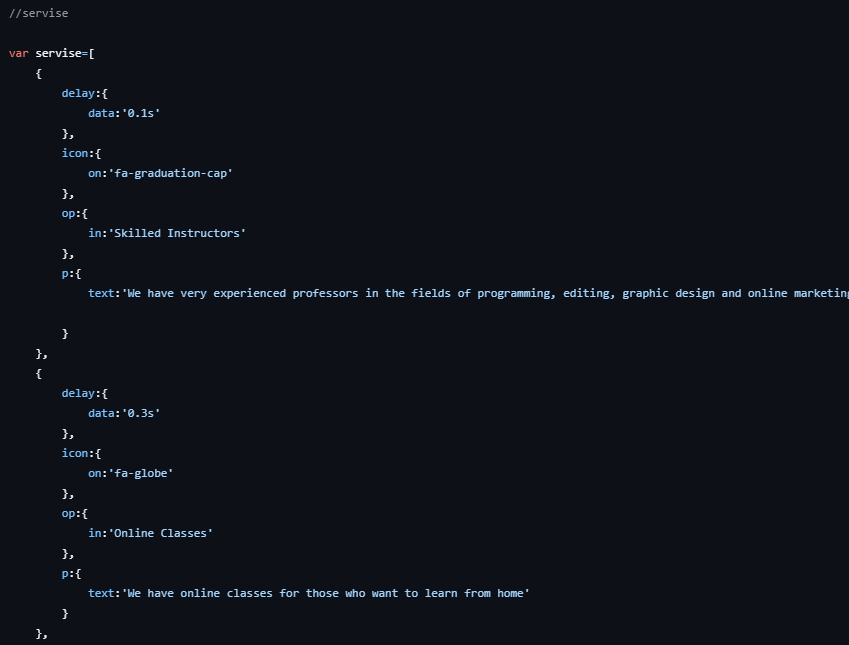 //servise
var servise=[
    {
        delay:{
            data:'0.1s'
        },
        icon:{
            on:'fa-graduation-cap'
        },
        op:{
            in:'Skilled Instructors'
        },
        p:{
            text:'We have very experienced professors in the fields of programming, editing, graphic design and online marketing
        }
    },
    {
        delay:{
            data:'0.3s'
        },
        icon:{
            on:'fa-globe'
        },
        op:{
            in:'Online Classes'
        },
        p:{
            text:'We have online classes for those who want to learn from home'
        }
    },